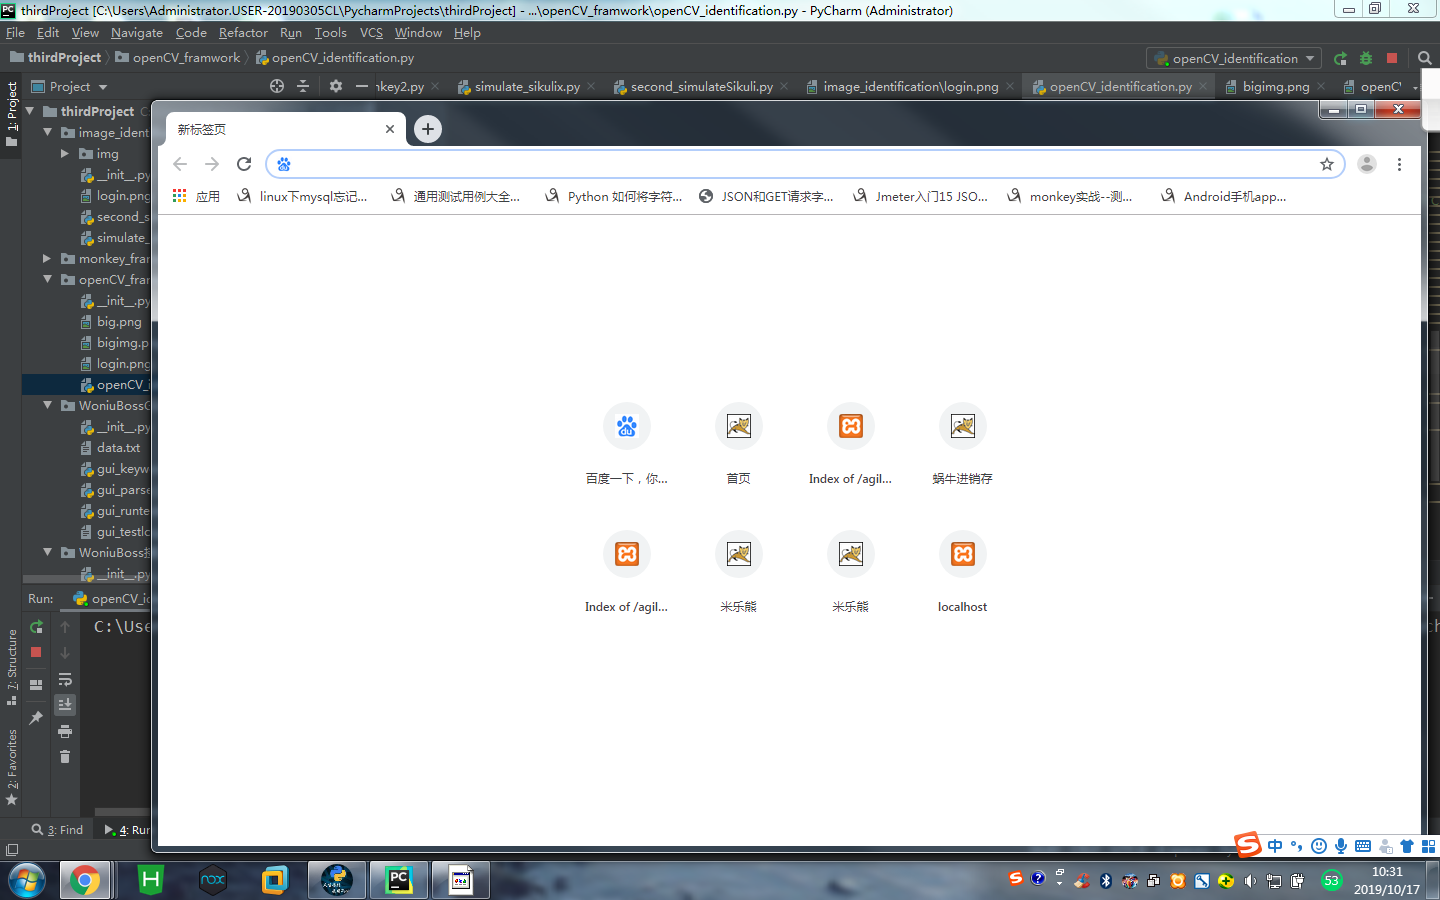 thirdProject [C:\Users\Administrator.USER-20190305CL\PycharmProjects\thirdProject] - ...\openCV_framwork\openCV_identification.py - PyCharm (Administrator)
File Edit View Navigate Code Refactor Run Tools VCS Window Help
thirdProject openCV_framwork openCV_identification.py
openCV_identification
1: Project
Project
nkey2.py simulate_sikulix.py second_simulateSikuli.py image_identification\login.png openCV_identification.py bigimg.png openC
thirdProject
image_ident
img
__init__.py
login.png
second_s
simulate_
monkey_fra
openCV_fra
__init__.py
big.png
bigimg.p
login.png
openCV_i
WoniuBossG
__init__.py
data.txt
gui_keyw
gui_parse
gui_runte
gui_testlc
WoniuBoss
__init__.py
新标签页
应用 linux下mysql忘记... 通用测试用例大全... Python 如何将字符... JSON和GET请求字... Jmeter入门15 JSO... monkey实战--测... Android手机app...
百度一下，你... 首页 Index of /agil... 蜗牛进销存
Index of /agil... 米乐熊 米乐熊 localhost
Run: openCV_i
C:\Use
7: Structure
2: Favorites
3: Find 4: Run
中
nox
53
10:31
2019/10/17